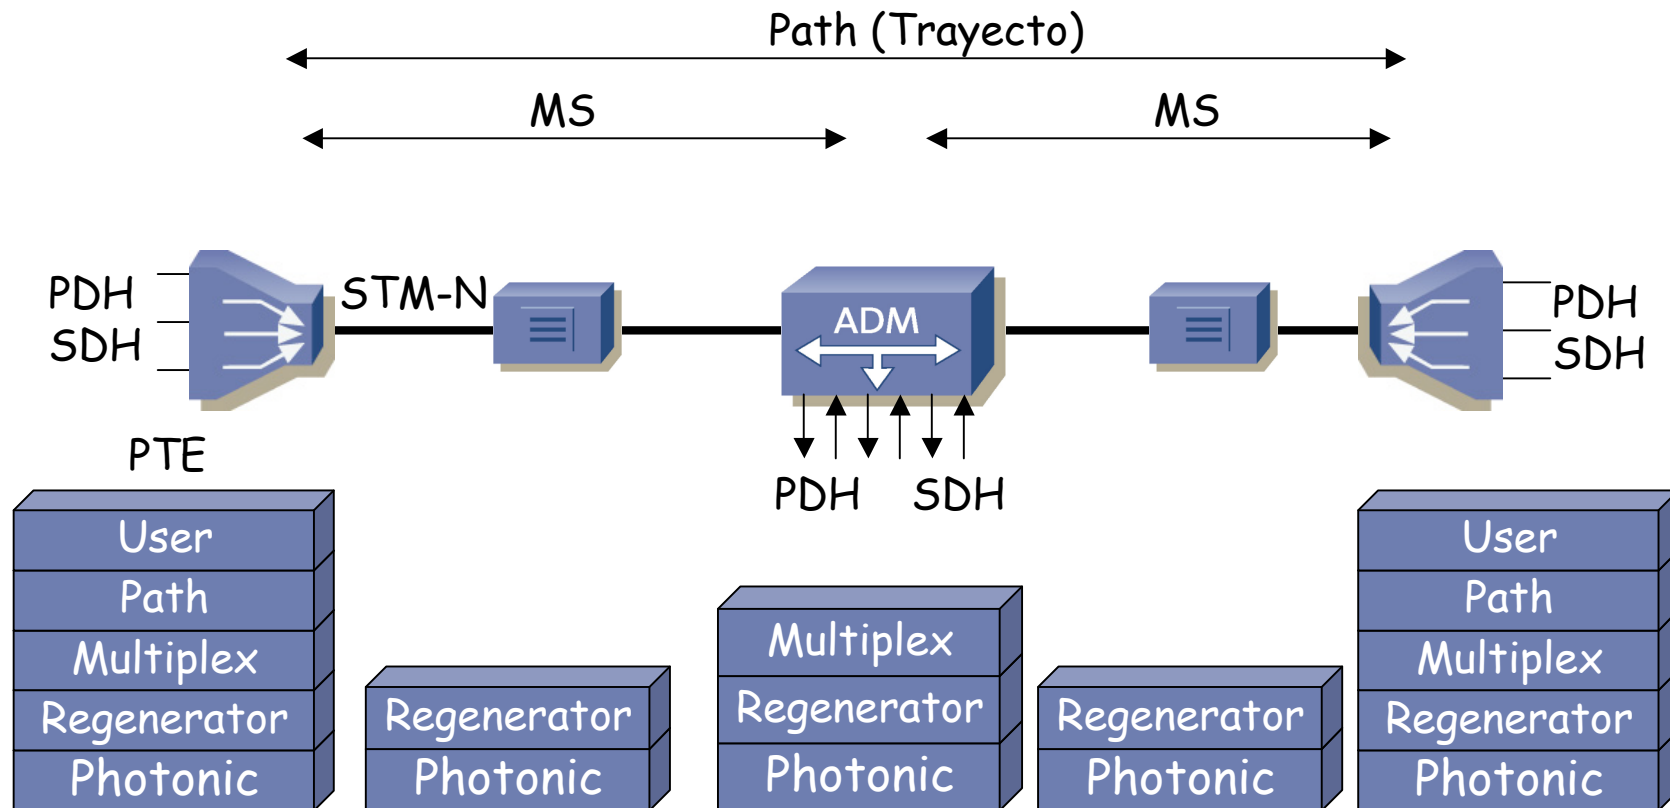 Path (Trayecto)
MS
MS
PDH
SDH
STM-N
ADM
PDH
SDH
PTE
PDH
SDH
User
Path
Multiplex
Regenerator
Photonic
Regenerator
Photonic
Multiplex
Regenerator
Photonic
Regenerator
Photonic
User
Path
Multiplex
Regenerator
Photonic